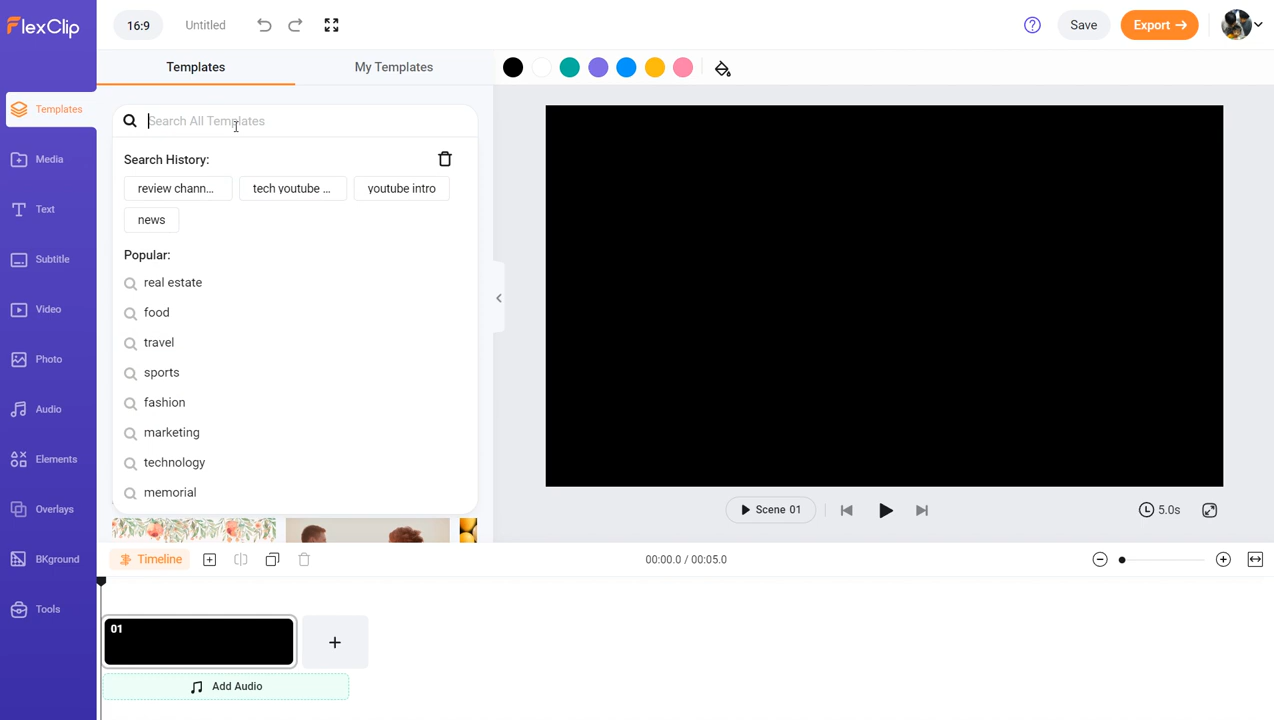 FlexClip
16:9
Untitled
Save
Export
Templates
My Templates
Templates
Media
Text
Subtitle
Video
Photo
Audio
Elements
Overlays
BKground
Tools
Search All Templates
Search History:
review chann...
tech youtube ...
youtube intro
news
Popular:
real estate
food
travel
sports
fashion
marketing
technology
memorial
Scene 01
5.0s
Timeline
00:00.0 / 00:05.0
01
+
Add Audio